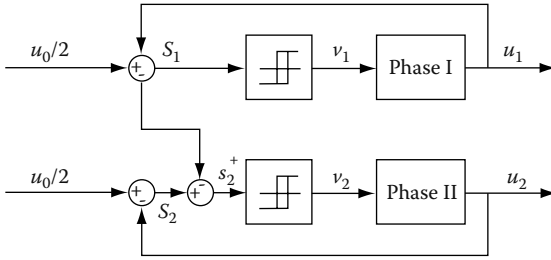 u₀/2 + - S₁ ν₁ Phase I u₁
u₀/2 + - S₂ + - s₂⁺ ν₂ Phase II u₂